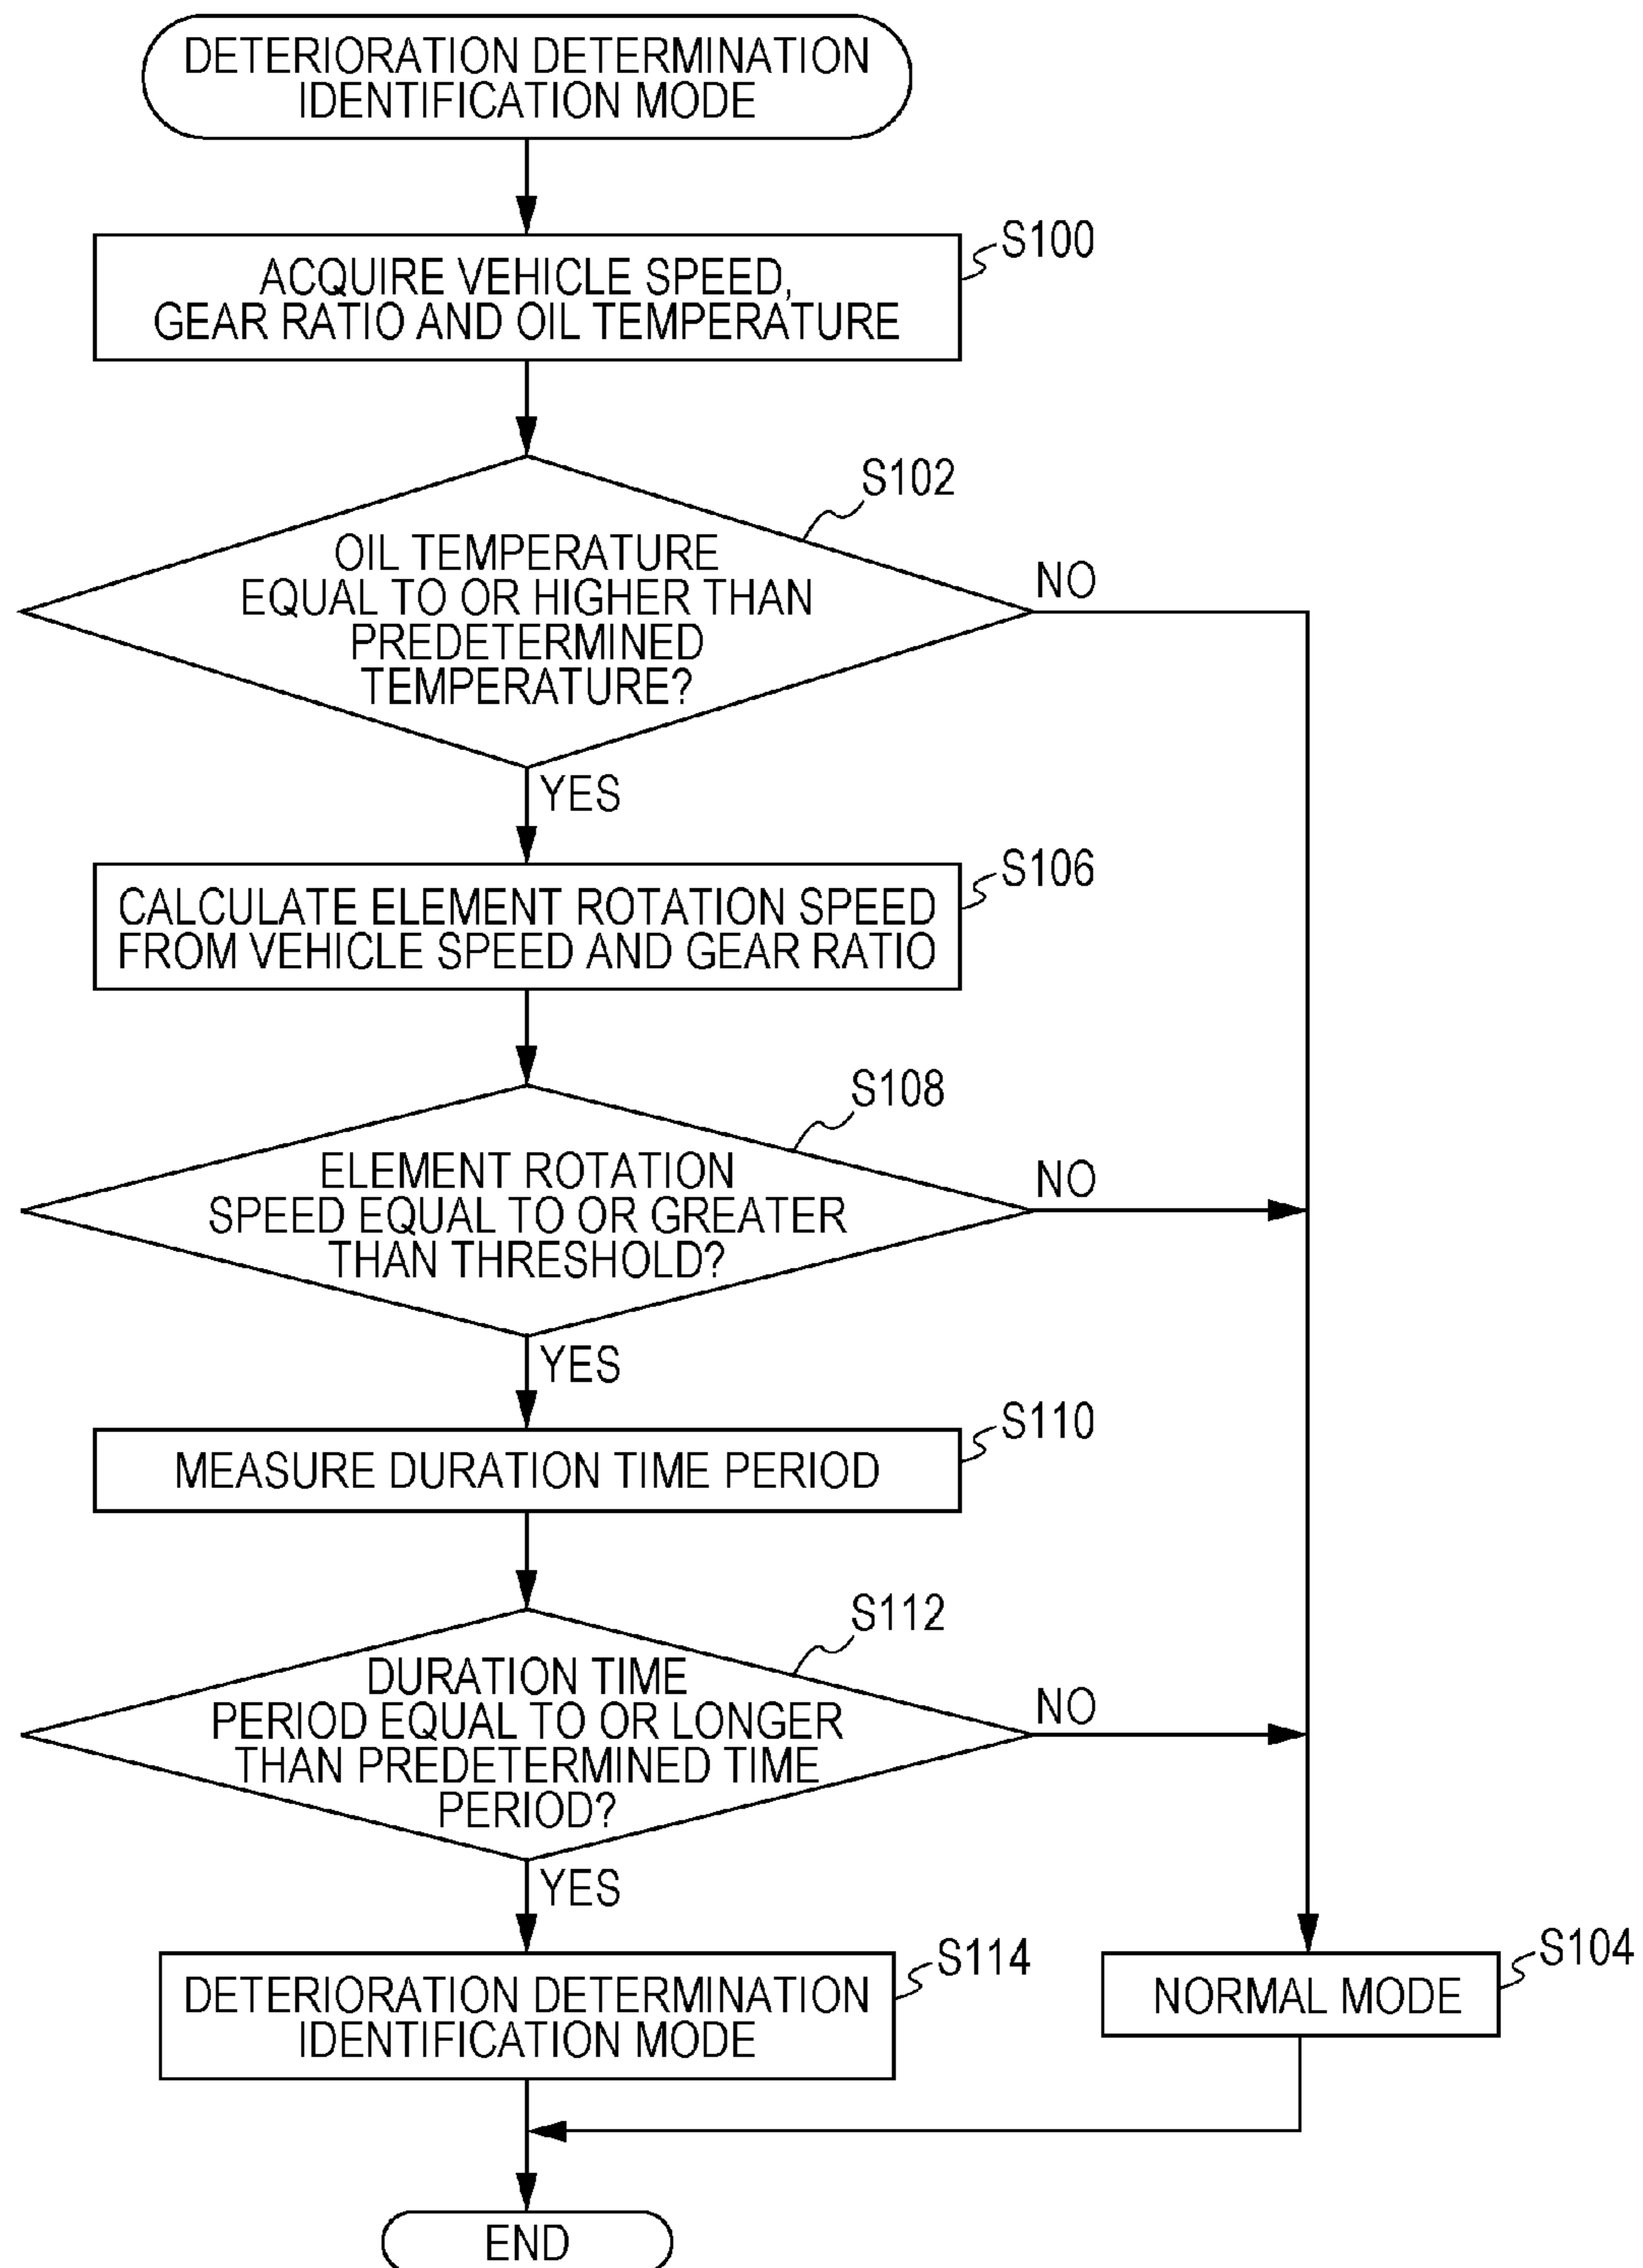 DETERIORATION DETERMINATION
IDENTIFICATION MODE
S100
ACQUIRE VEHICLE SPEED,
GEAR RATIO AND OIL TEMPERATURE
S102
OIL TEMPERATURE
EQUAL TO OR HIGHER THAN
PREDETERMINED
TEMPERATURE?
NO
YES
S106
CALCULATE ELEMENT ROTATION SPEED
FROM VEHICLE SPEED AND GEAR RATIO
S108
ELEMENT ROTATION
SPEED EQUAL TO OR GREATER
THAN THRESHOLD?
NO
YES
S110
MEASURE DURATION TIME PERIOD
S112
DURATION TIME
PERIOD EQUAL TO OR LONGER
THAN PREDETERMINED TIME
PERIOD?
NO
YES
S114
DETERIORATION DETERMINATION
IDENTIFICATION MODE
S104
NORMAL MODE
END